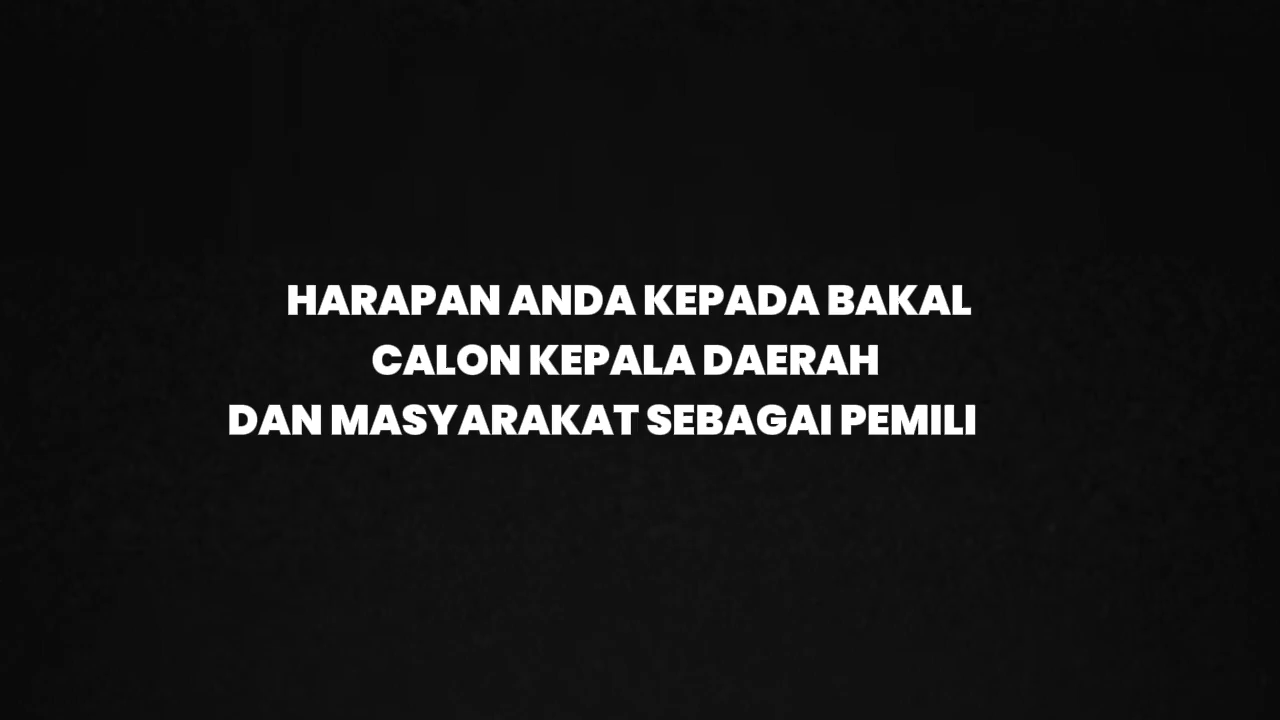 HARAPAN ANDA KEPADA BAKAL
CALON KEPALA DAERAH
DAN MASYARAKAT SEBAGAI PEMILI